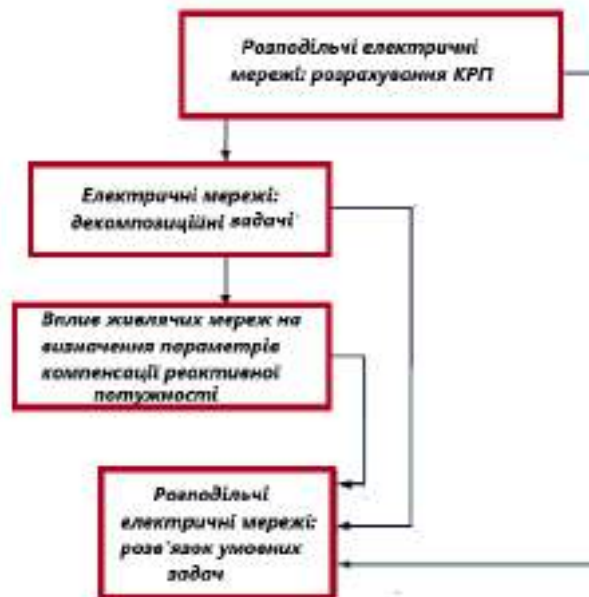 Розподільчі електричні
мережі: розрахування КРП
Електричні мережі:
декомпозиційні задачі
Вплив живлячих мереж на
визначення параметрів
компенсації реактивної
потужності
Розподільчі
електричні мережі:
розв'язок умовних
задач